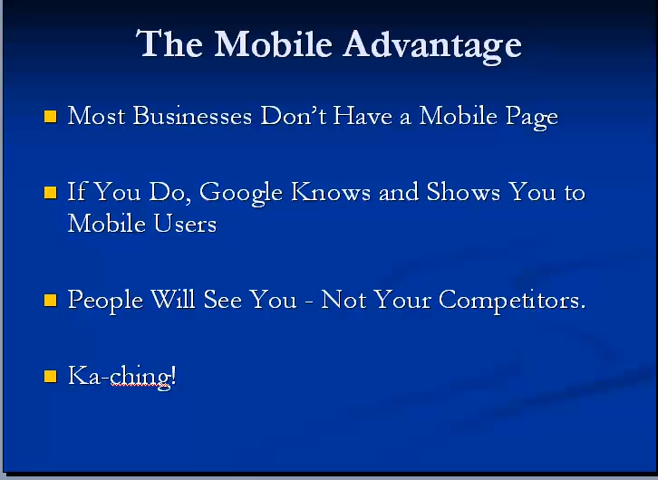 The Mobile Advantage
Most Businesses Don't Have a Mobile Page
If You Do, Google Knows and Shows You to
Mobile Users
People Will See You - Not Your Competitors.
Ka-ching!